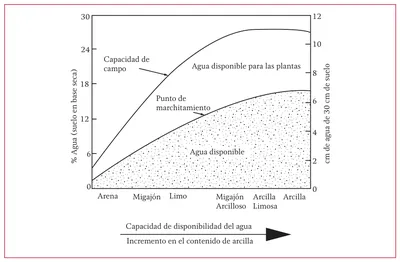 30
24
18
12
6
0
% Agua (suelo en base seca)
Capacidad de
campo
Agua disponible para las plantas
Punto de
marchitamiento
Agua disponible
12
10
8
6
4
2
0
cm de agua de 30 cm de suelo
Arena Migajón Limo Migajón Arcilla Arcilla
Arcilloso Limosa
Capacidad de disponibilidad del agua
Incremento en el contenido de arcilla